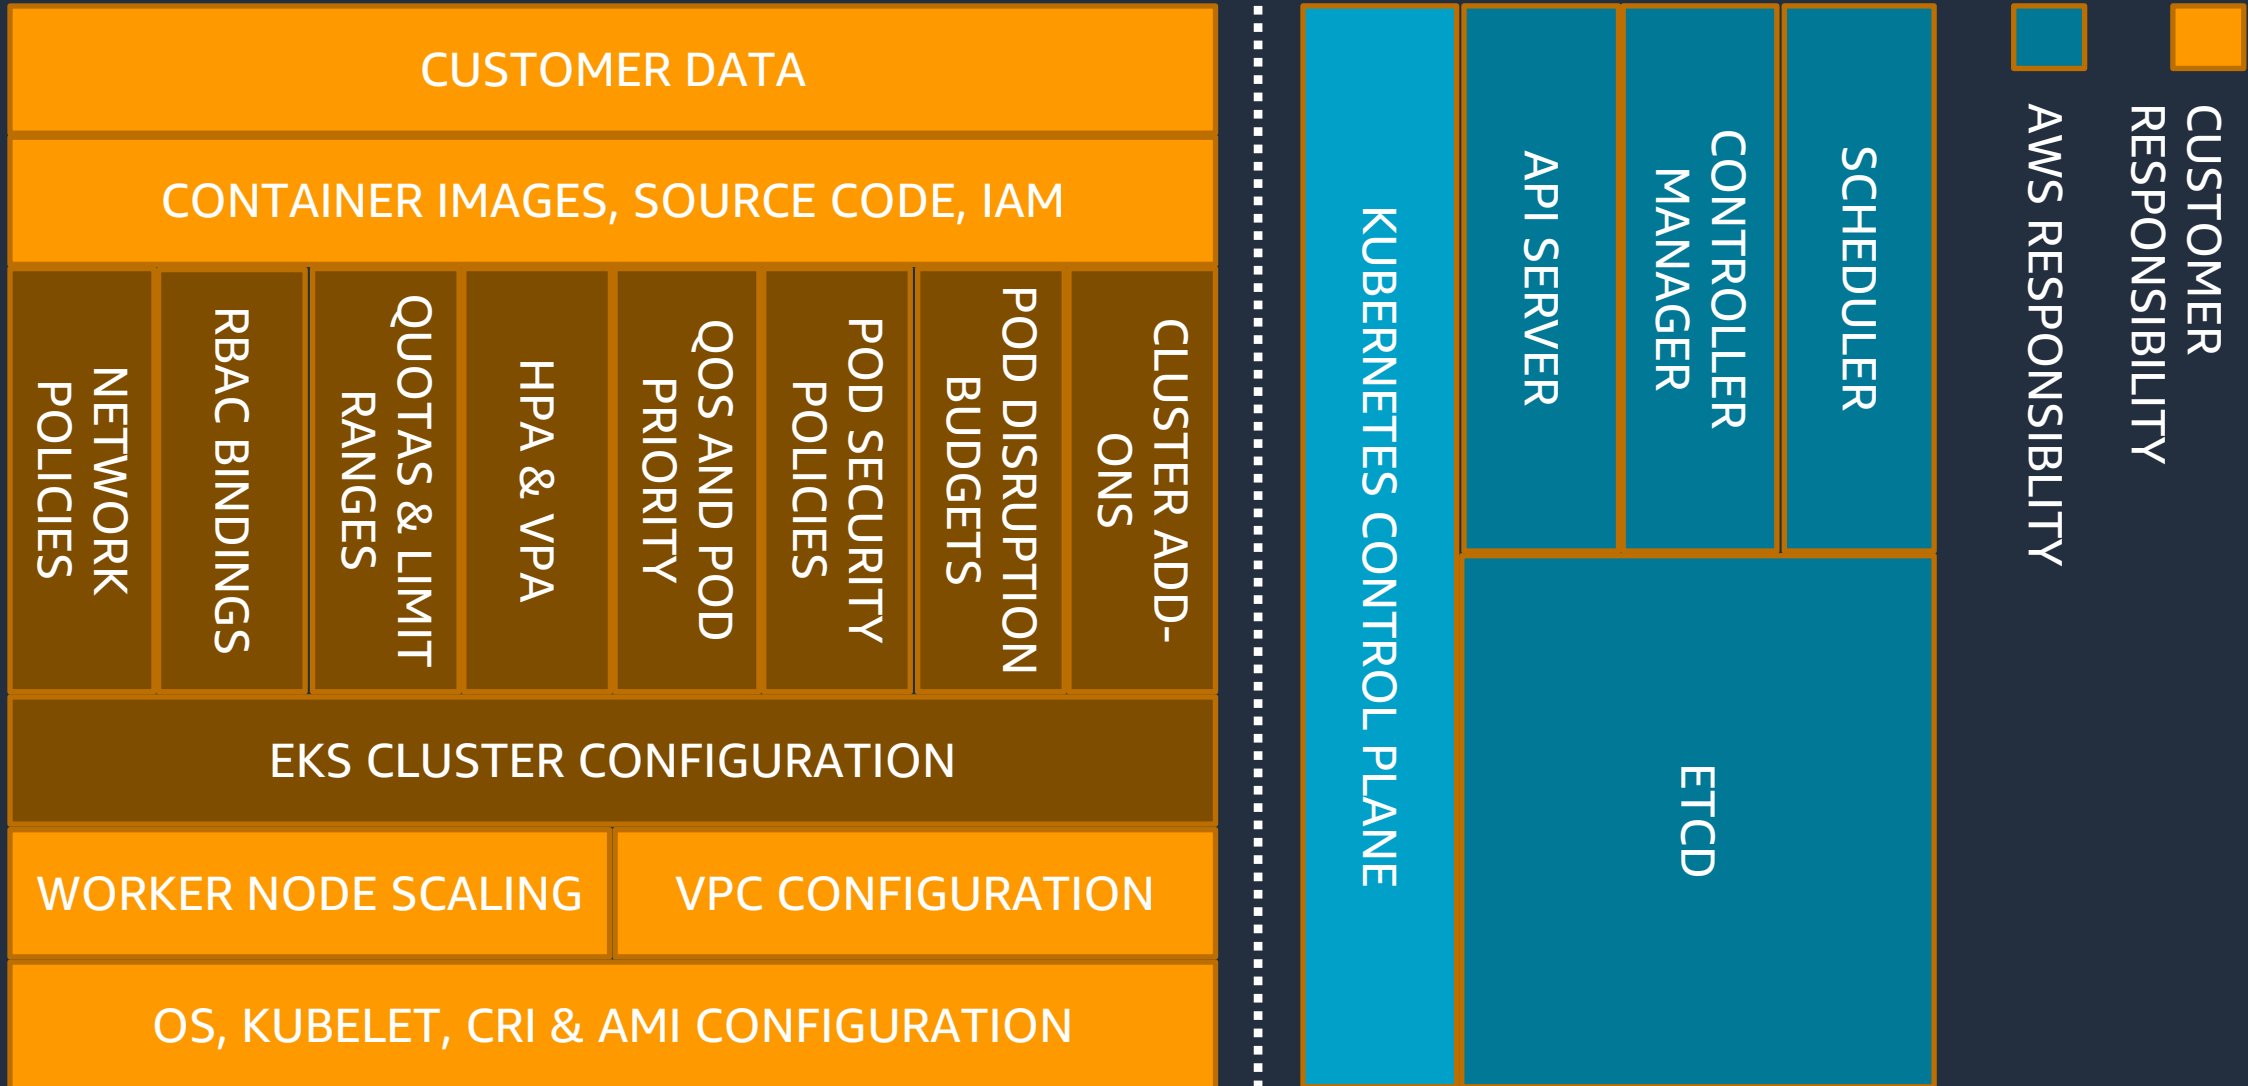 CUSTOMER DATA
CONTAINER IMAGES, SOURCE CODE, IAM
NETWORK
POLICIES
RBAC BINDINGS
QUOTAS & LIMIT
RANGES
HPA & VPA
QOS AND POD
PRIORITY
POD SECURITY
POLICIES
POD DISRUPTION
BUDGETS
CLUSTER ADD-
ONS
EKS CLUSTER CONFIGURATION
WORKER NODE SCALING
VPC CONFIGURATION
OS, KUBELET, CRI & AMI CONFIGURATION
KUBERNETES CONTROL PLANE
API SERVER
CONTROLLER
MANAGER
SCHEDULER
ETCD
AWS RESPONSIBLITY
CUSTOMER
RESPONSIBILITY